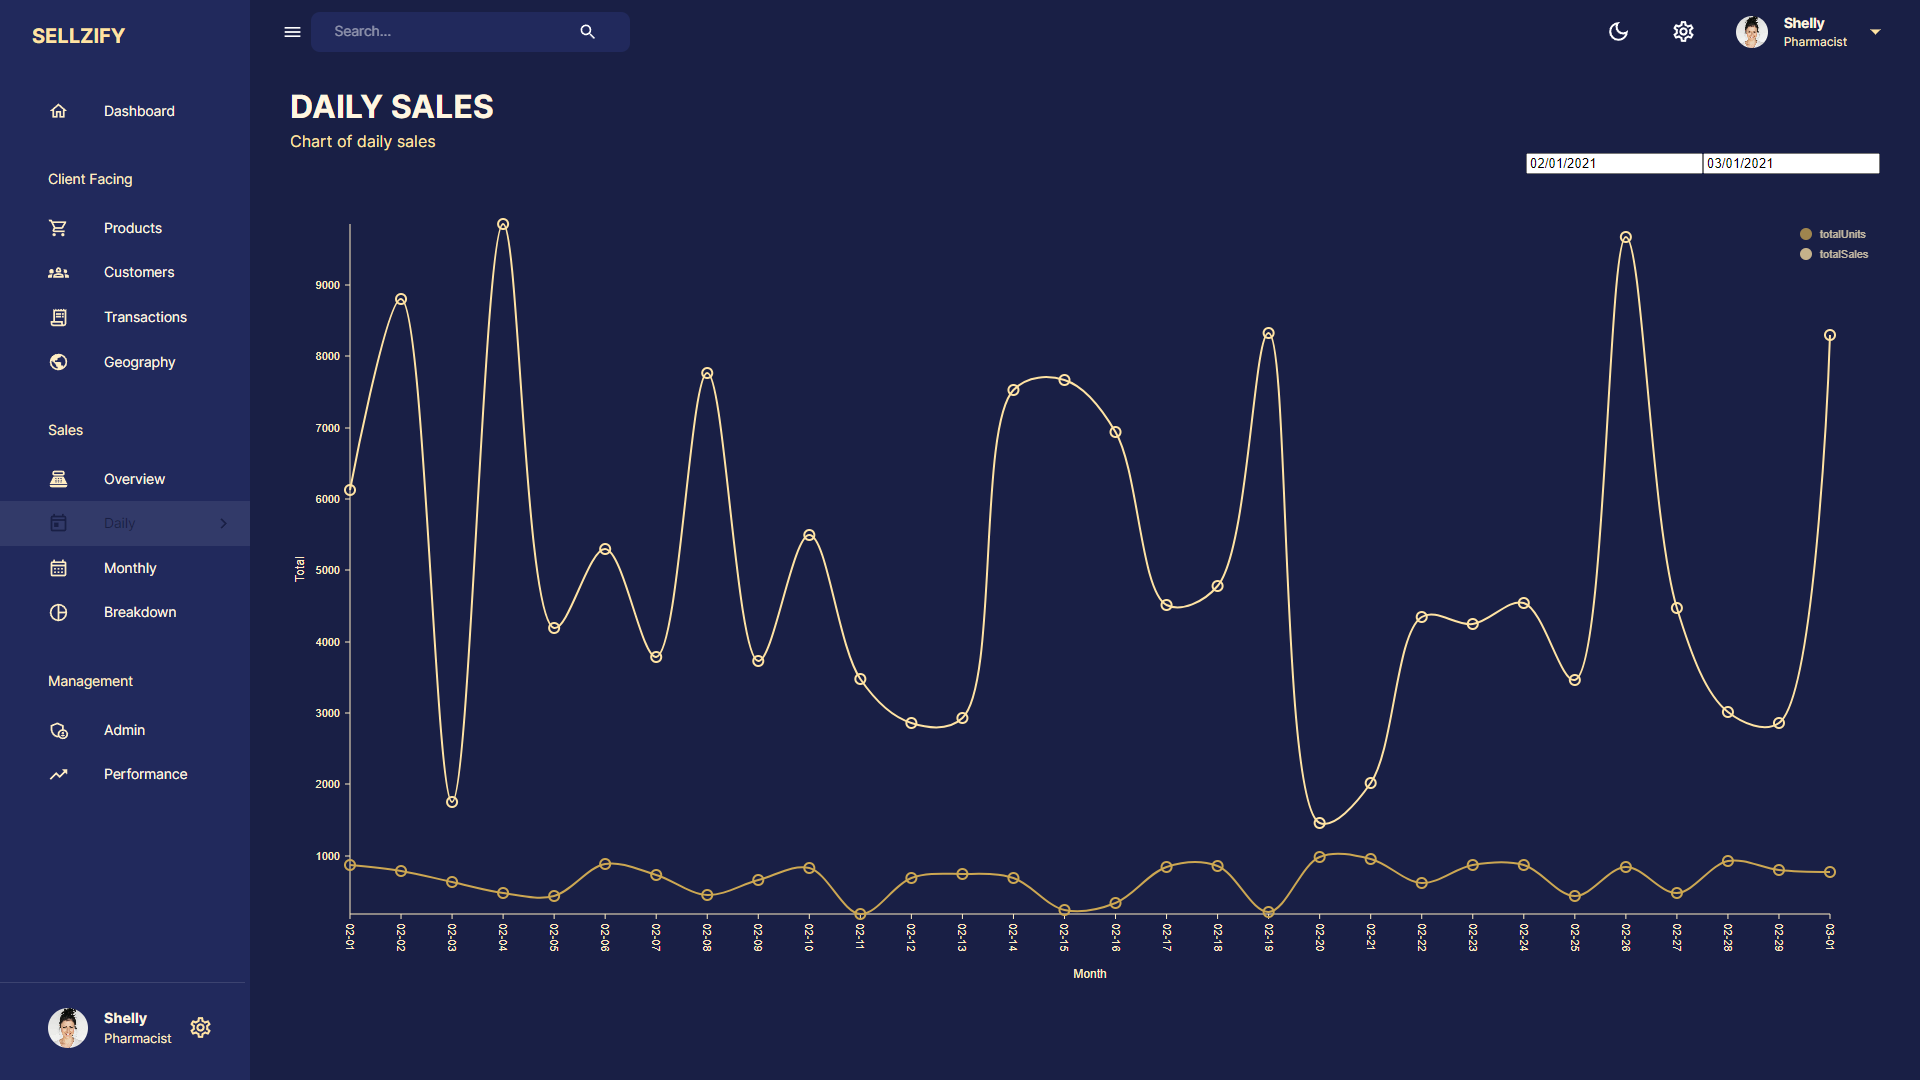 SELLZIFY
Dashboard
Client Facing
Products
Customers
Transactions
Geography
Sales
Overview
Daily
Monthly
Breakdown
Management
Admin
Performance
Shelly
Pharmacist
Search...
Shelly
Pharmacist
DAILY SALES
Chart of daily sales
02/01/2021
03/01/2021
totalUnits
totalSales
Total
9000
8000
7000
6000
5000
4000
3000
2000
1000
02-01
02-02
02-03
02-04
02-05
02-06
02-07
02-08
02-09
02-10
02-11
02-12
02-13
02-14
02-15
02-16
02-17
02-18
02-19
02-20
02-21
02-22
02-23
02-24
02-25
02-26
02-27
02-28
02-29
03-01
Month